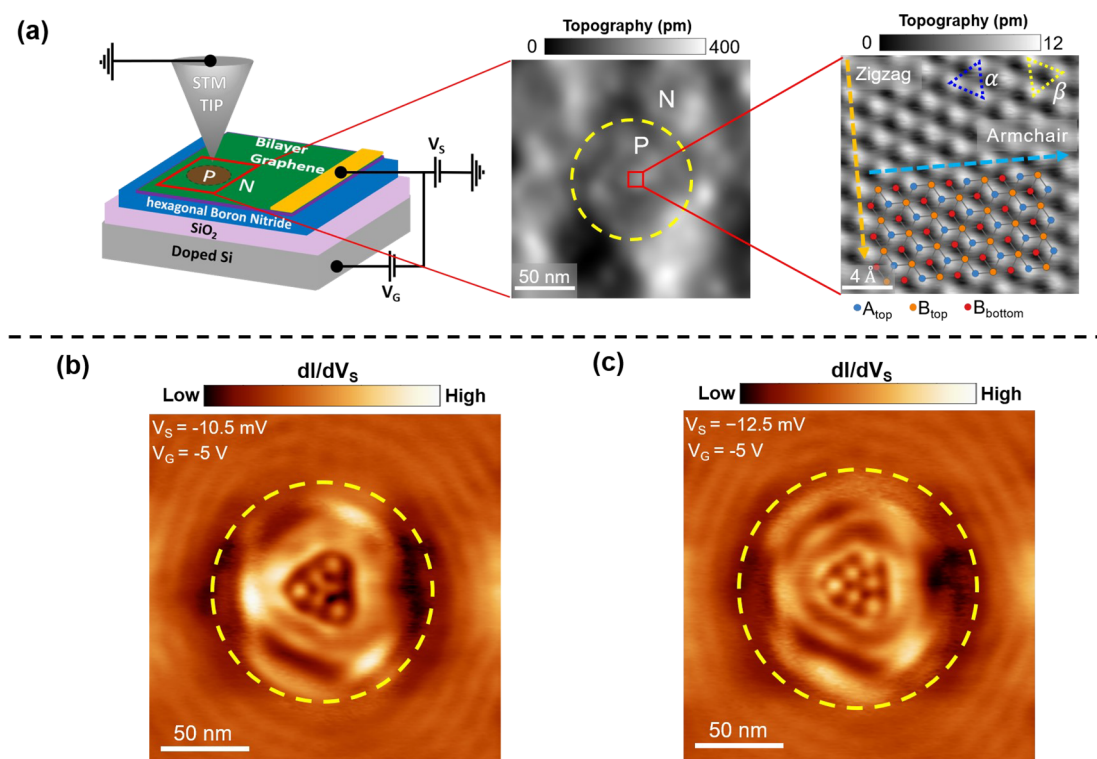 (a)
STM
TIP
Bilayer
Graphene
P
N
hexagonal Boron Nitride
SiO2
Doped Si
VS
VG
Topography (pm)
0 400
N
P
50 nm
Topography (pm)
0 12
Zigzag
α
β
Armchair
4 Å
Atop Btop Bbottom
(b)
dI/dVS
Low High
VS = -10.5 mV
VG = -5 V
50 nm
(c)
dI/dVS
Low High
VS = −12.5 mV
VG = -5 V
50 nm